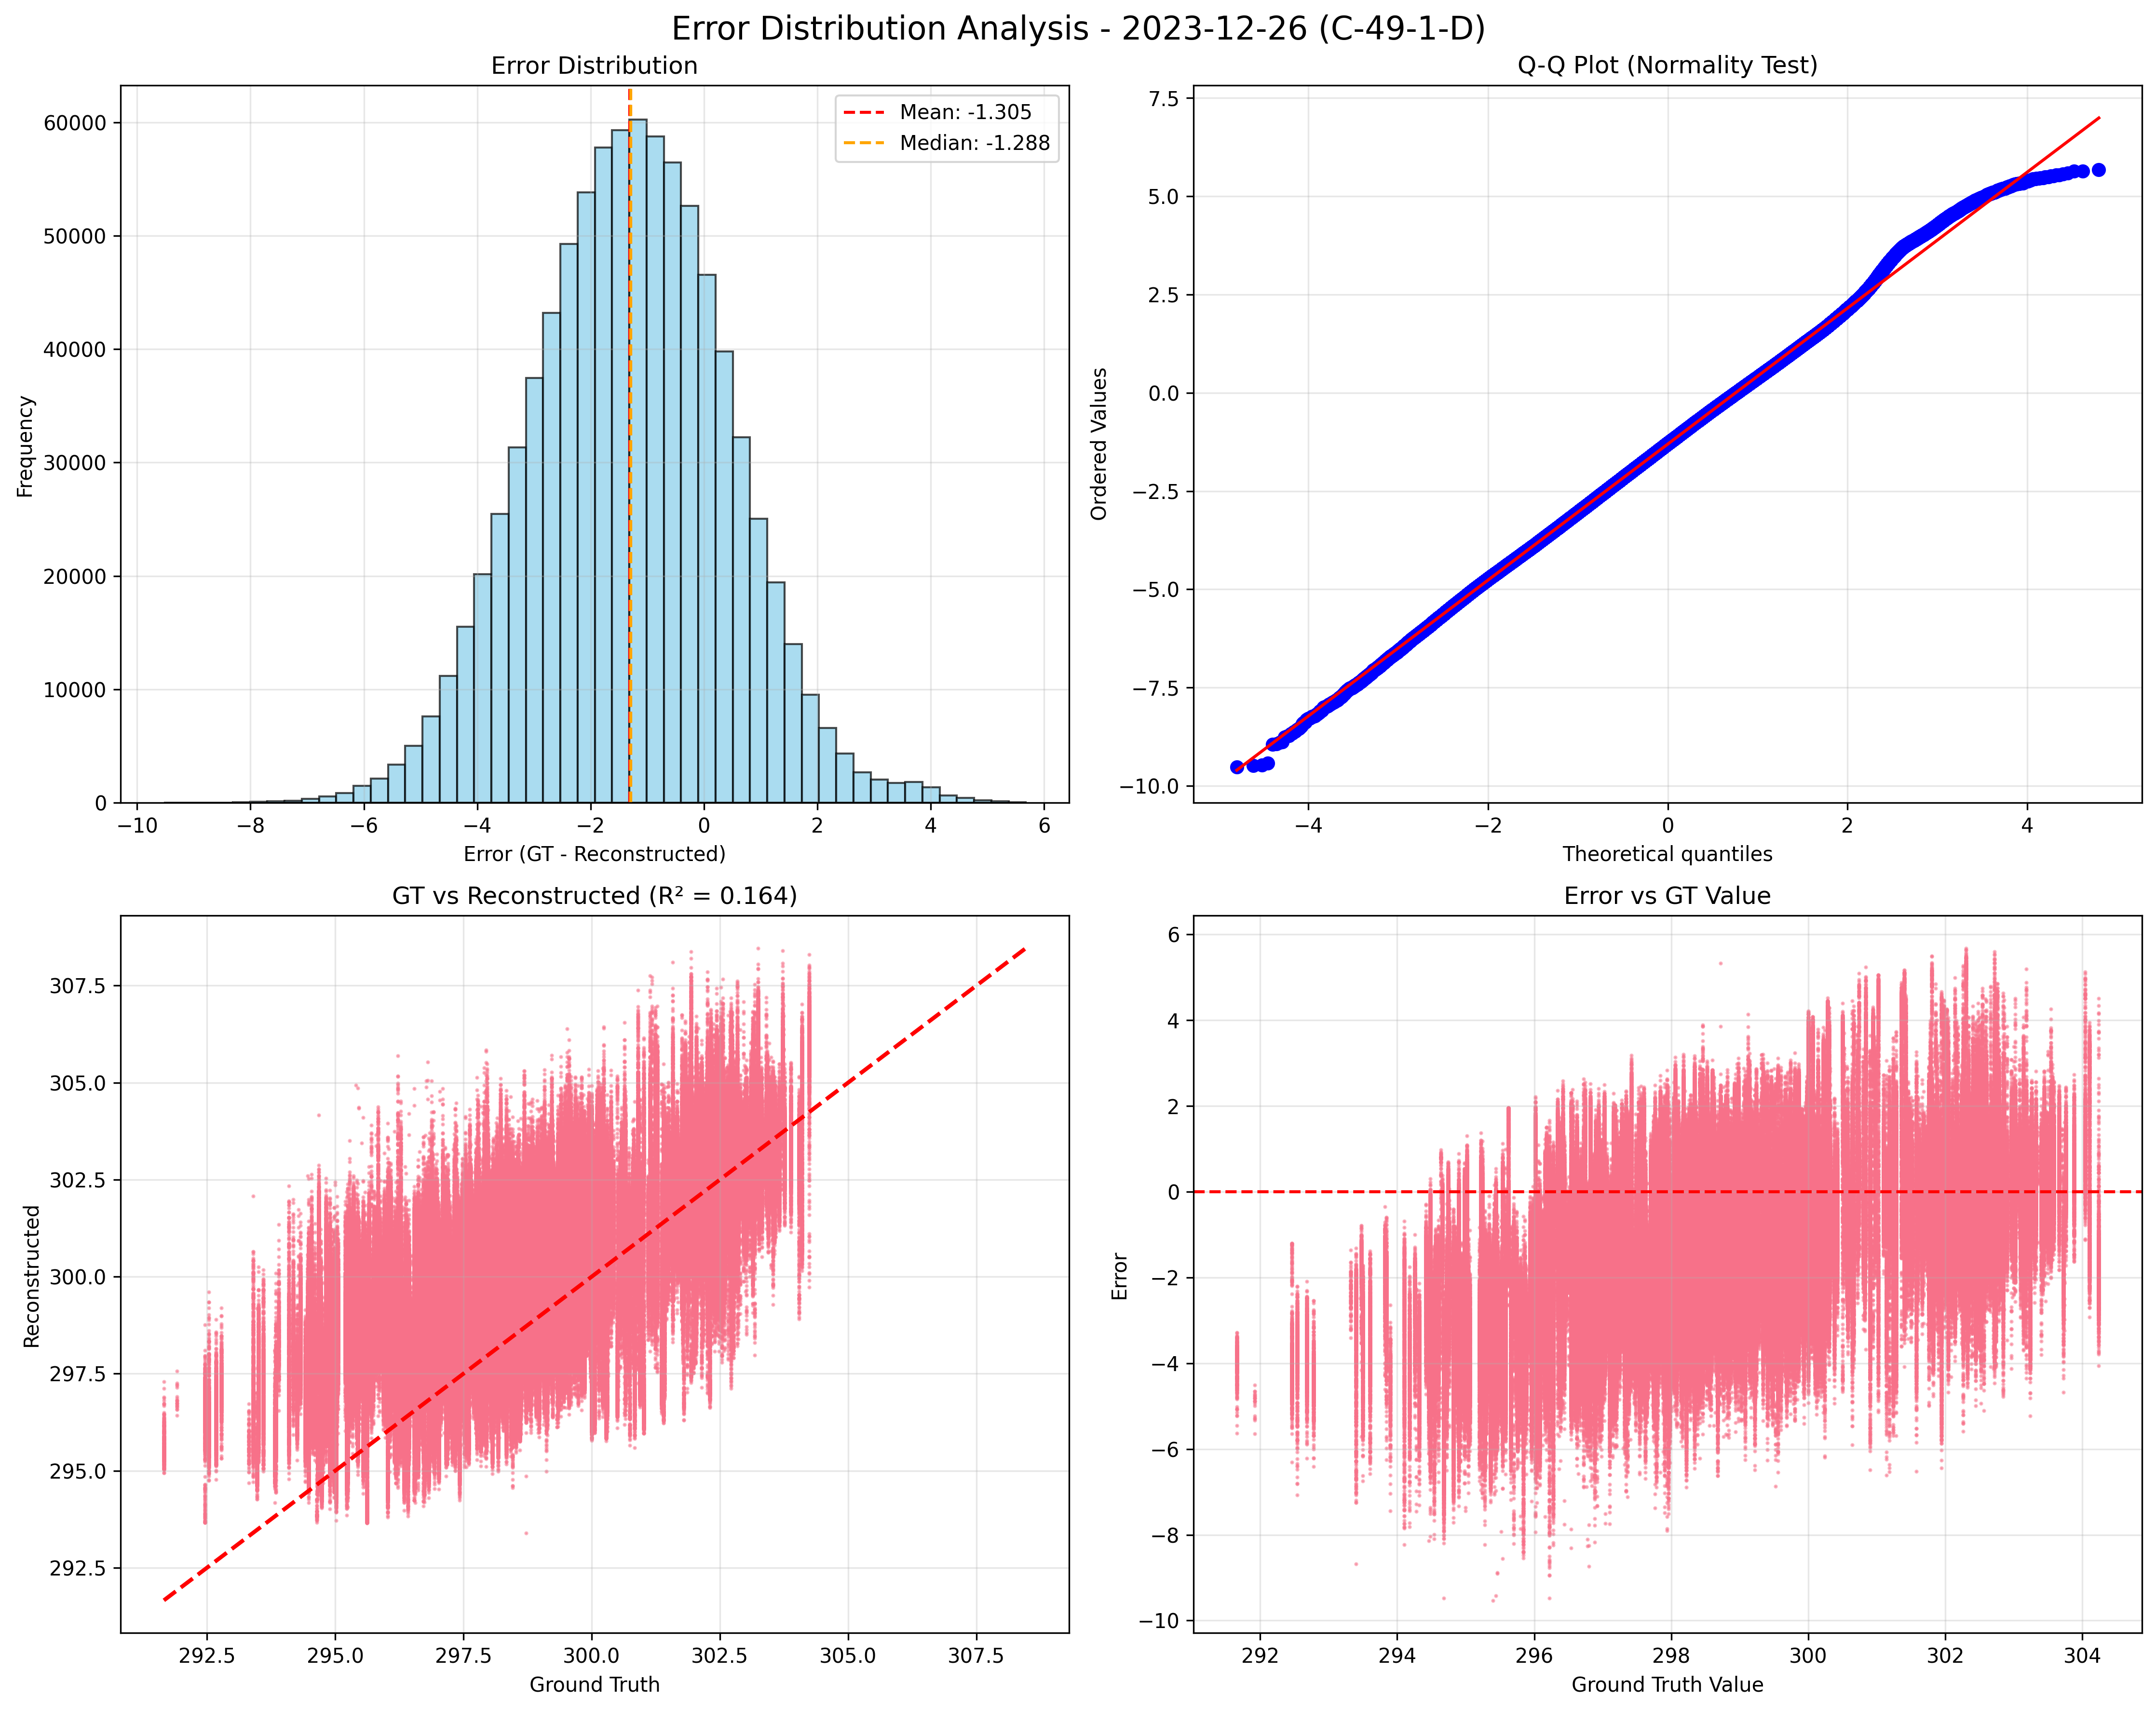 Error Distribution Analysis - 2023-12-26 (C-49-1-D)
Error Distribution
Frequency
60000
50000
40000
30000
20000
10000
0
Mean: -1.305
Median: -1.288
−10 −8 −6 −4 −2 0 2 4 6
Error (GT - Reconstructed)
Q-Q Plot (Normality Test)
Ordered Values
7.5
5.0
2.5
0.0
−2.5
−5.0
−7.5
−10.0
−4 −2 0 2 4
Theoretical quantiles
GT vs Reconstructed (R² = 0.164)
Reconstructed
307.5
305.0
302.5
300.0
297.5
295.0
292.5
292.5 295.0 297.5 300.0 302.5 305.0 307.5
Ground Truth
Error vs GT Value
Error
6
4
2
0
−2
−4
−6
−8
−10
292 294 296 298 300 302 304
Ground Truth Value